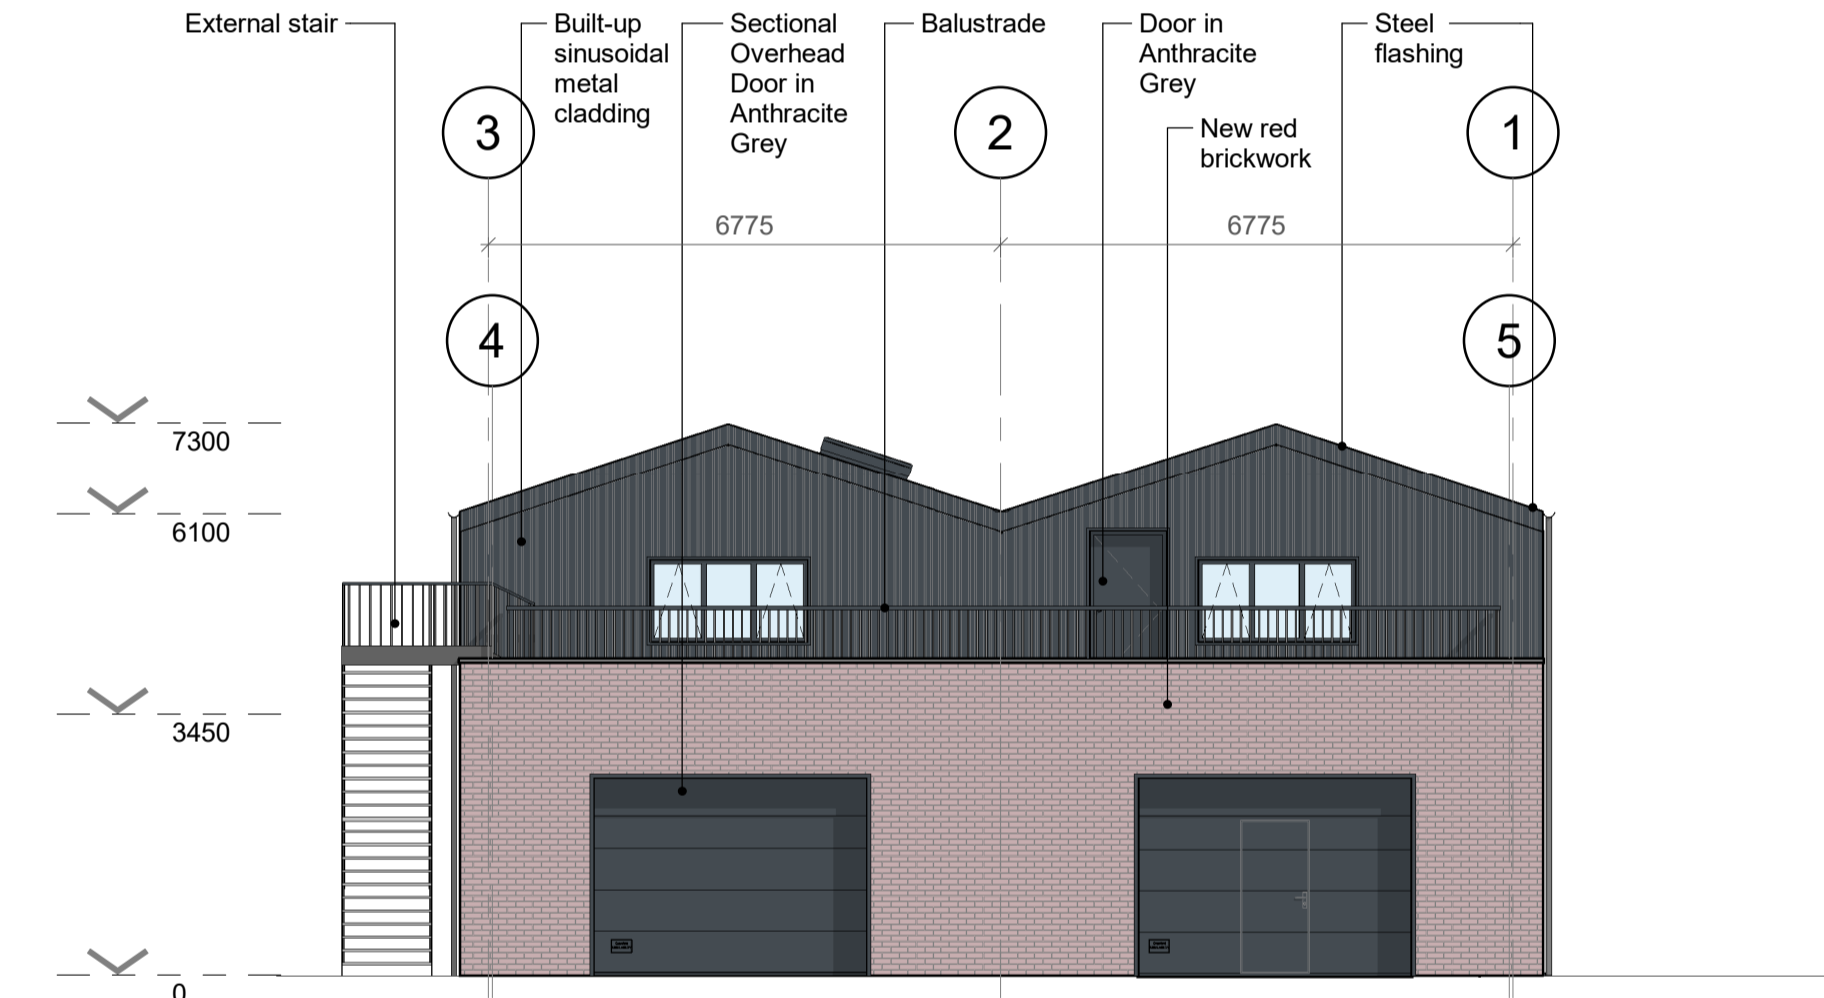 External stair
Built-up
sinusoidal
metal
cladding
Sectional
Overhead
Door in
Anthracite
Grey
Balustrade
Door in
Anthracite
Grey
Steel
flashing
New red
brickwork
3
2
1
6775
6775
4
5
7300
6100
3450
0